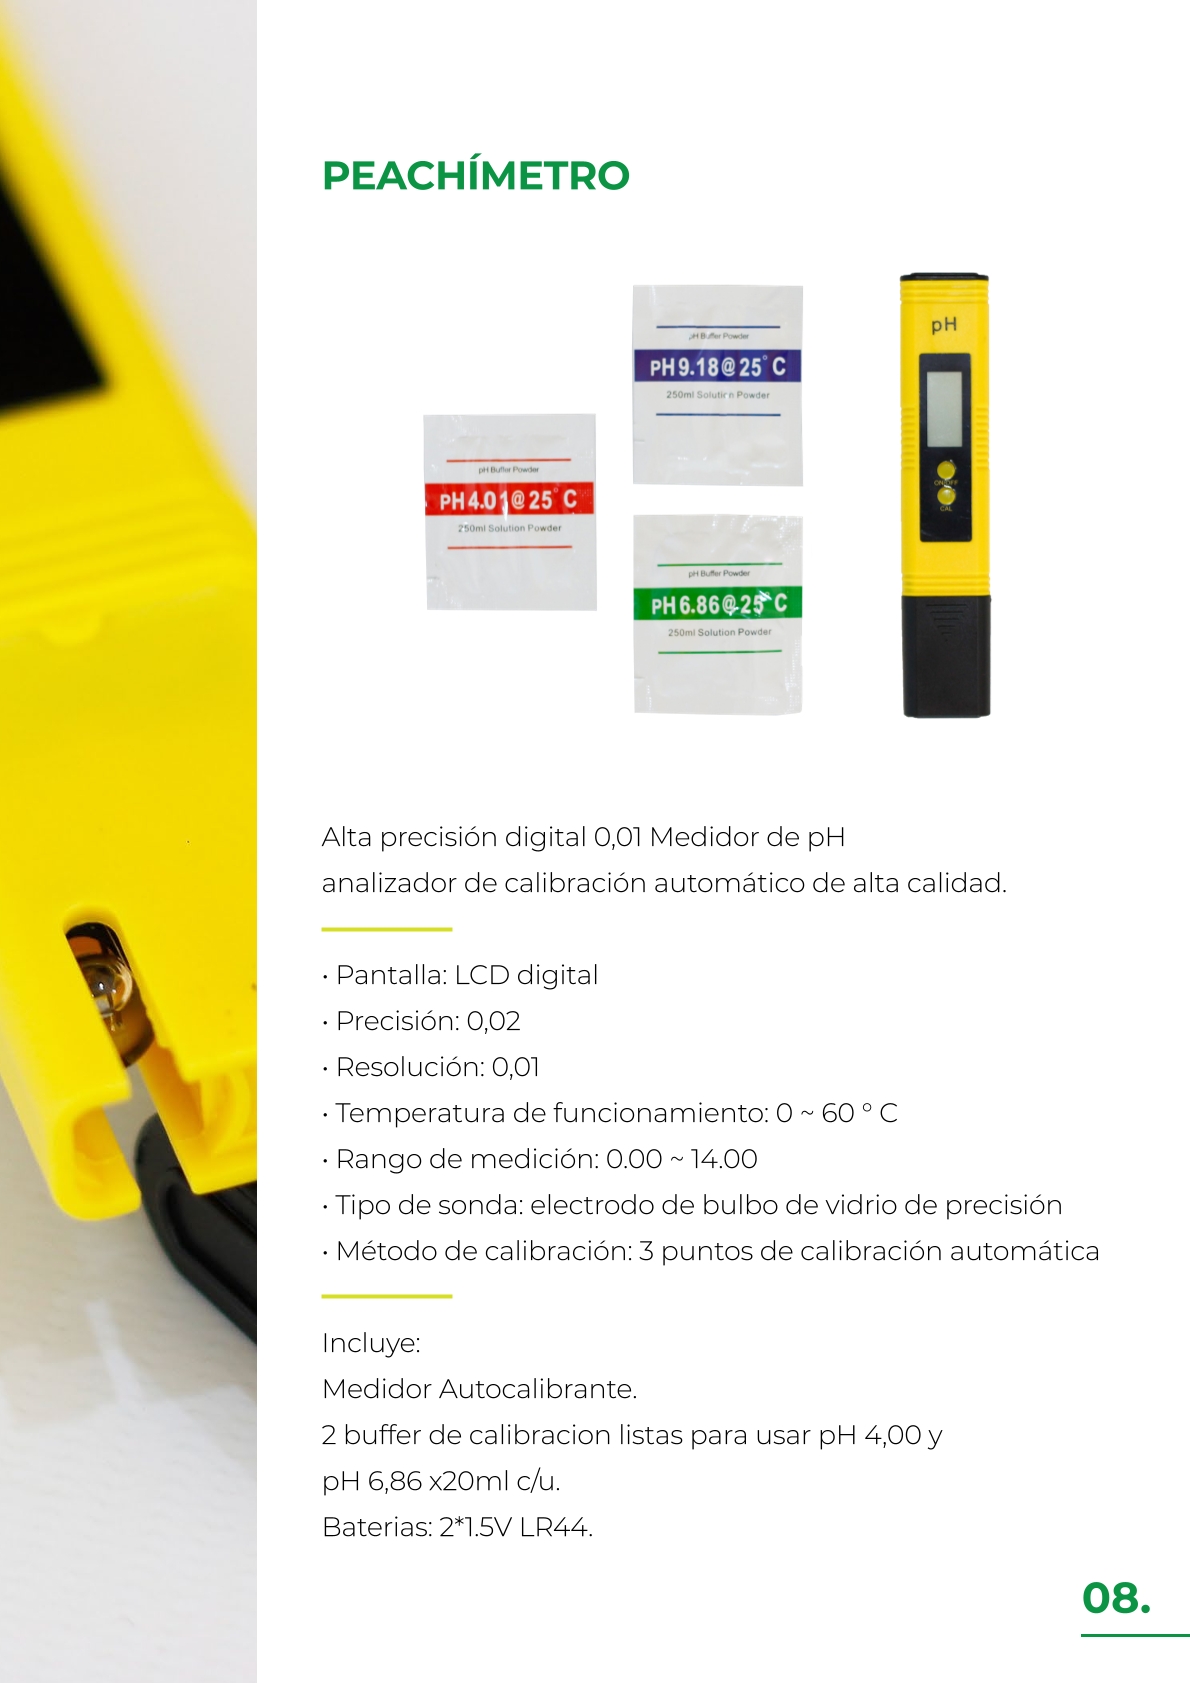 PEACHÍMETRO
pH Buffer Powder
PH 9.18@25°C
250ml Solution Powder
pH
ON/OFF
CAL
pH Buffer Powder
PH 4.01@25°C
250ml Solution Powder
pH Buffer Powder
PH 6.86@25°C
250ml Solution Powder
Alta precisión digital 0,01 Medidor de pH
analizador de calibración automático de alta calidad.
• Pantalla: LCD digital
• Precisión: 0,02
• Resolución: 0,01
• Temperatura de funcionamiento: 0 ~ 60 ° C
• Rango de medición: 0.00 ~ 14.00
• Tipo de sonda: electrodo de bulbo de vidrio de precisión
• Método de calibración: 3 puntos de calibración automática
Incluye:
Medidor Autocalibrante.
2 buffer de calibracion listas para usar pH 4,00 y
pH 6,86 x20ml c/u.
Baterias: 2*1.5V LR44.
08.